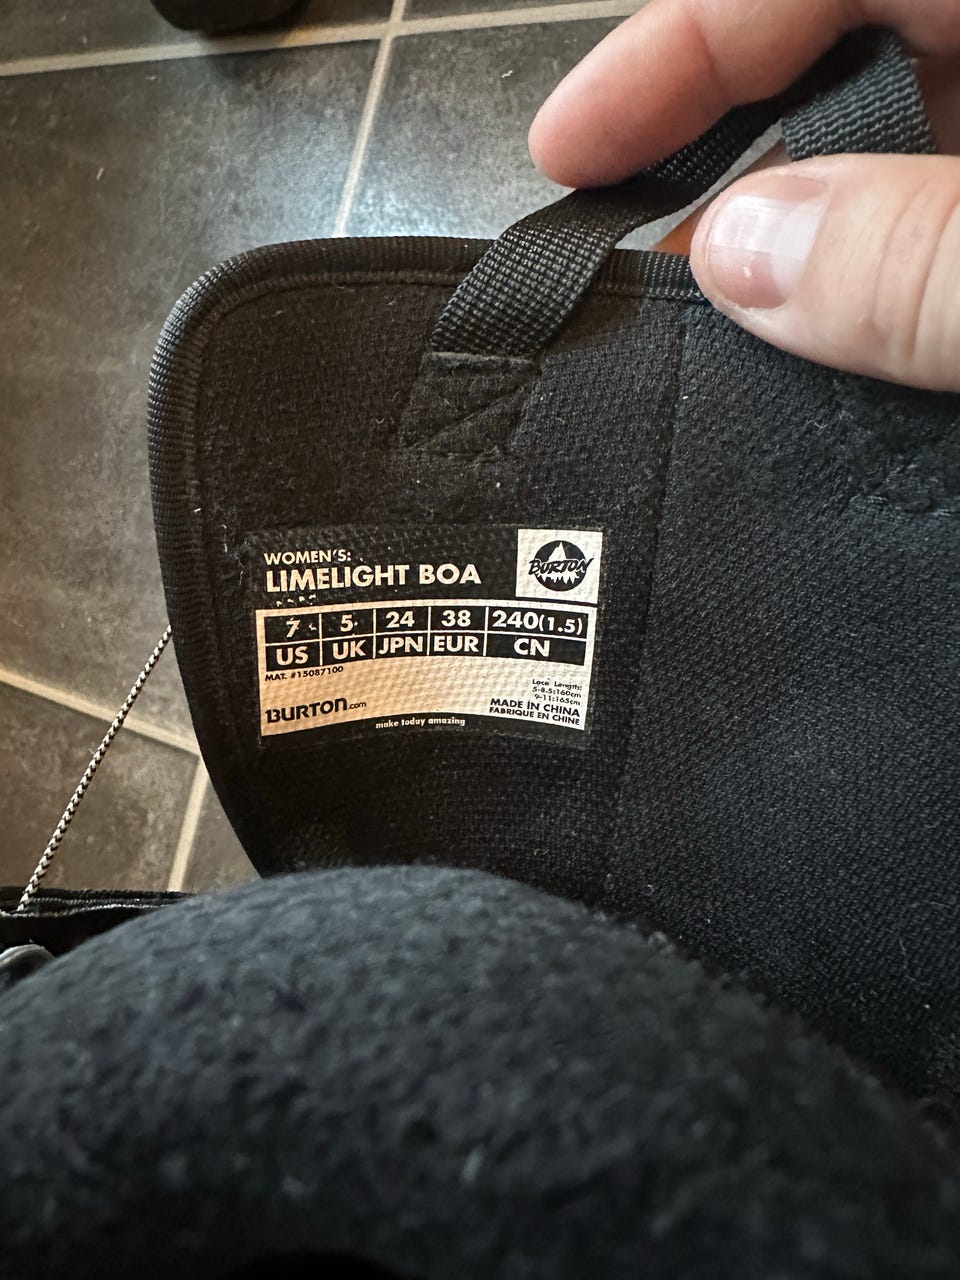 WOMEN'S:
LIMELIGHT BOA
BURTON
7 5 24 38 240(1.5)
US UK JPN EUR CN
MAT. #15087100
Lace Length:
5-8.5:160cm
9-11:165cm
BURTON.com
MADE IN CHINA
FABRIQUE EN CHINE
make today amazing